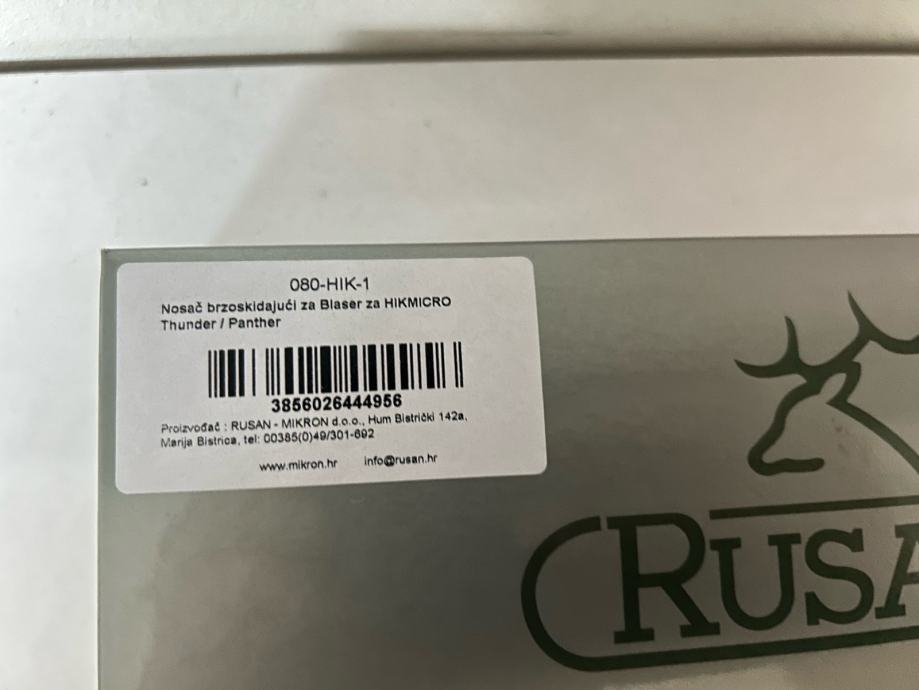 080-HIK-1
Nosač brzoskidajući za Blaser za HIKMICRO
Thunder / Panther
3856026444956
Proizvođač : RUSAN - MIKRON d.o.o., Hum Bistrički 142a,
Marija Bistrica, tel: 00385(0)49/301-692
www.mikron.hr info@rusan.hr
RUSA